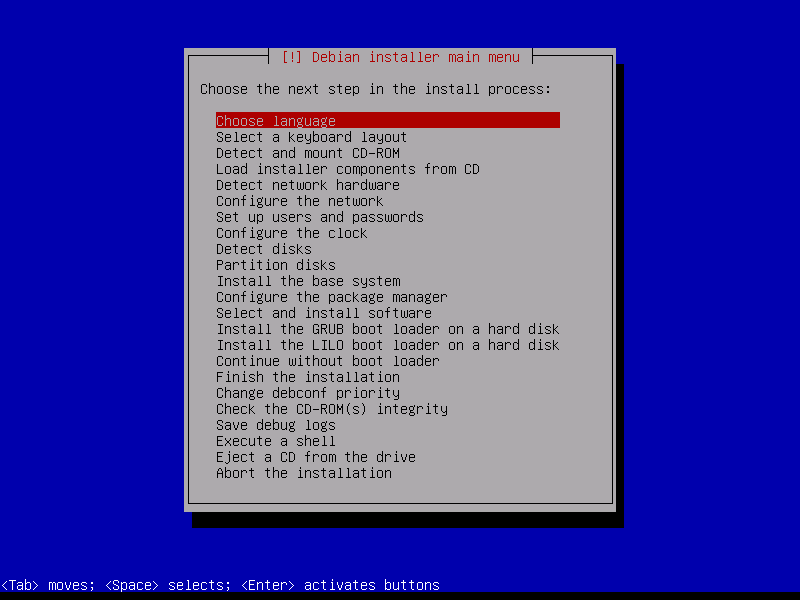 [!] Debian installer main menu
Choose the next step in the install process:
Choose language
Select a keyboard layout
Detect and mount CD-ROM
Load installer components from CD
Detect network hardware
Configure the network
Set up users and passwords
Configure the clock
Detect disks
Partition disks
Install the base system
Configure the package manager
Select and install software
Install the GRUB boot loader on a hard disk
Install the LILO boot loader on a hard disk
Continue without boot loader
Finish the installation
Change debconf priority
Check the CD-ROM(s) integrity
Save debug logs
Execute a shell
Eject a CD from the drive
Abort the installation
<Tab> moves; <Space> selects; <Enter> activates buttons